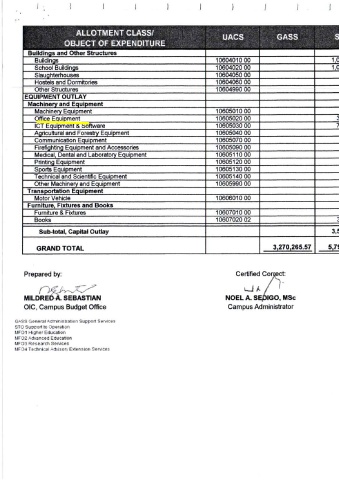 ALLOTMENT CLASS/ OBJECT OF EXPENDITURE UACS GASS S
Buildings and Other Structures
Buildings 10604010 00 1,0
School Buildings 10604020 00 1,0
Slaughterhouses 10604050 00
Hostels and Dormitories 10604060 00
Other Structures 10604990 00
EQUIPMENT OUTLAY
Machinery and Equipment
Machinery Equipment 10605010 00
Office Equipment 10605020 00 3
ICT Equipment & Software 10605030 00 7
Agricultural and Forestry Equipment 10605040 00
Communication Equipment 10605070 00
Firefighting Equipment and Accessories 10605090 00
Medical, Dental and Laboratory Equipment 10605110 00
Printing Equipment 10605120 00
Sports Equipment 10605130 00
Technical and Scientific Equipment 10605140 00
Other Machinery and Equipment 10605990 00
Transportation Equipment
Motor Vehicle 10606010 00
Furniture, Fixtures and Books
Furniture & Fixtures 10607010 00
Books 10607020 02 3
Sub-total, Capital Outlay 3,5
GRAND TOTAL 3,270,265.57 5,79
Prepared by: Certified Correct:
MILDRED A. SEBASTIAN NOEL A. SEDIGO, MSc
OIC, Campus Budget Office Campus Administrator
GASS General Administration Support Services
STO Support to Operation
MFO1 Higher Education
MFO2 Advanced Education
MFO3 Research Services
MFO4 Technical Advisory Extension Services